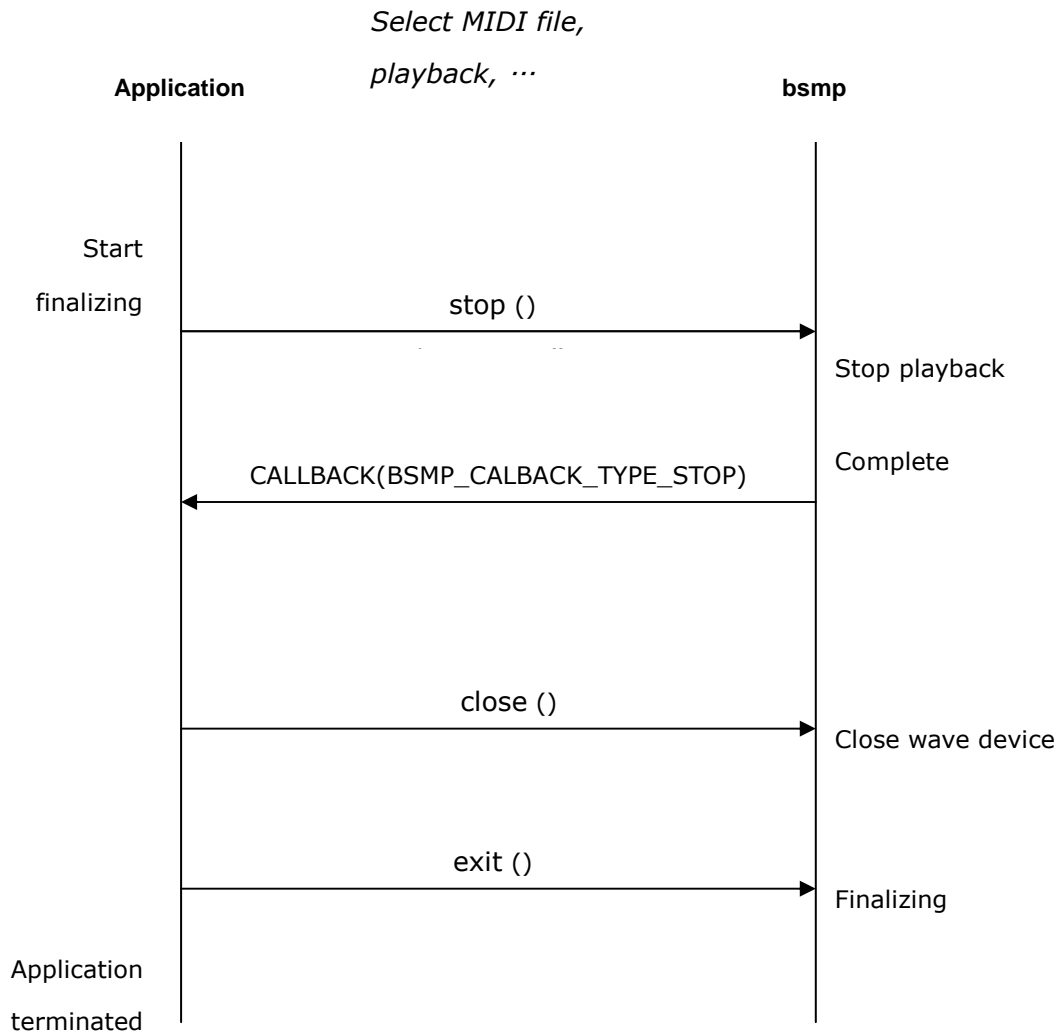 Select MIDI file,
playback, ⋯
Application
bsmp
Start
finalizing
stop ()
Stop playback
Complete
CALLBACK(BSMP_CALBACK_TYPE_STOP)
close ()
Close wave device
exit ()
Finalizing
Application
terminated